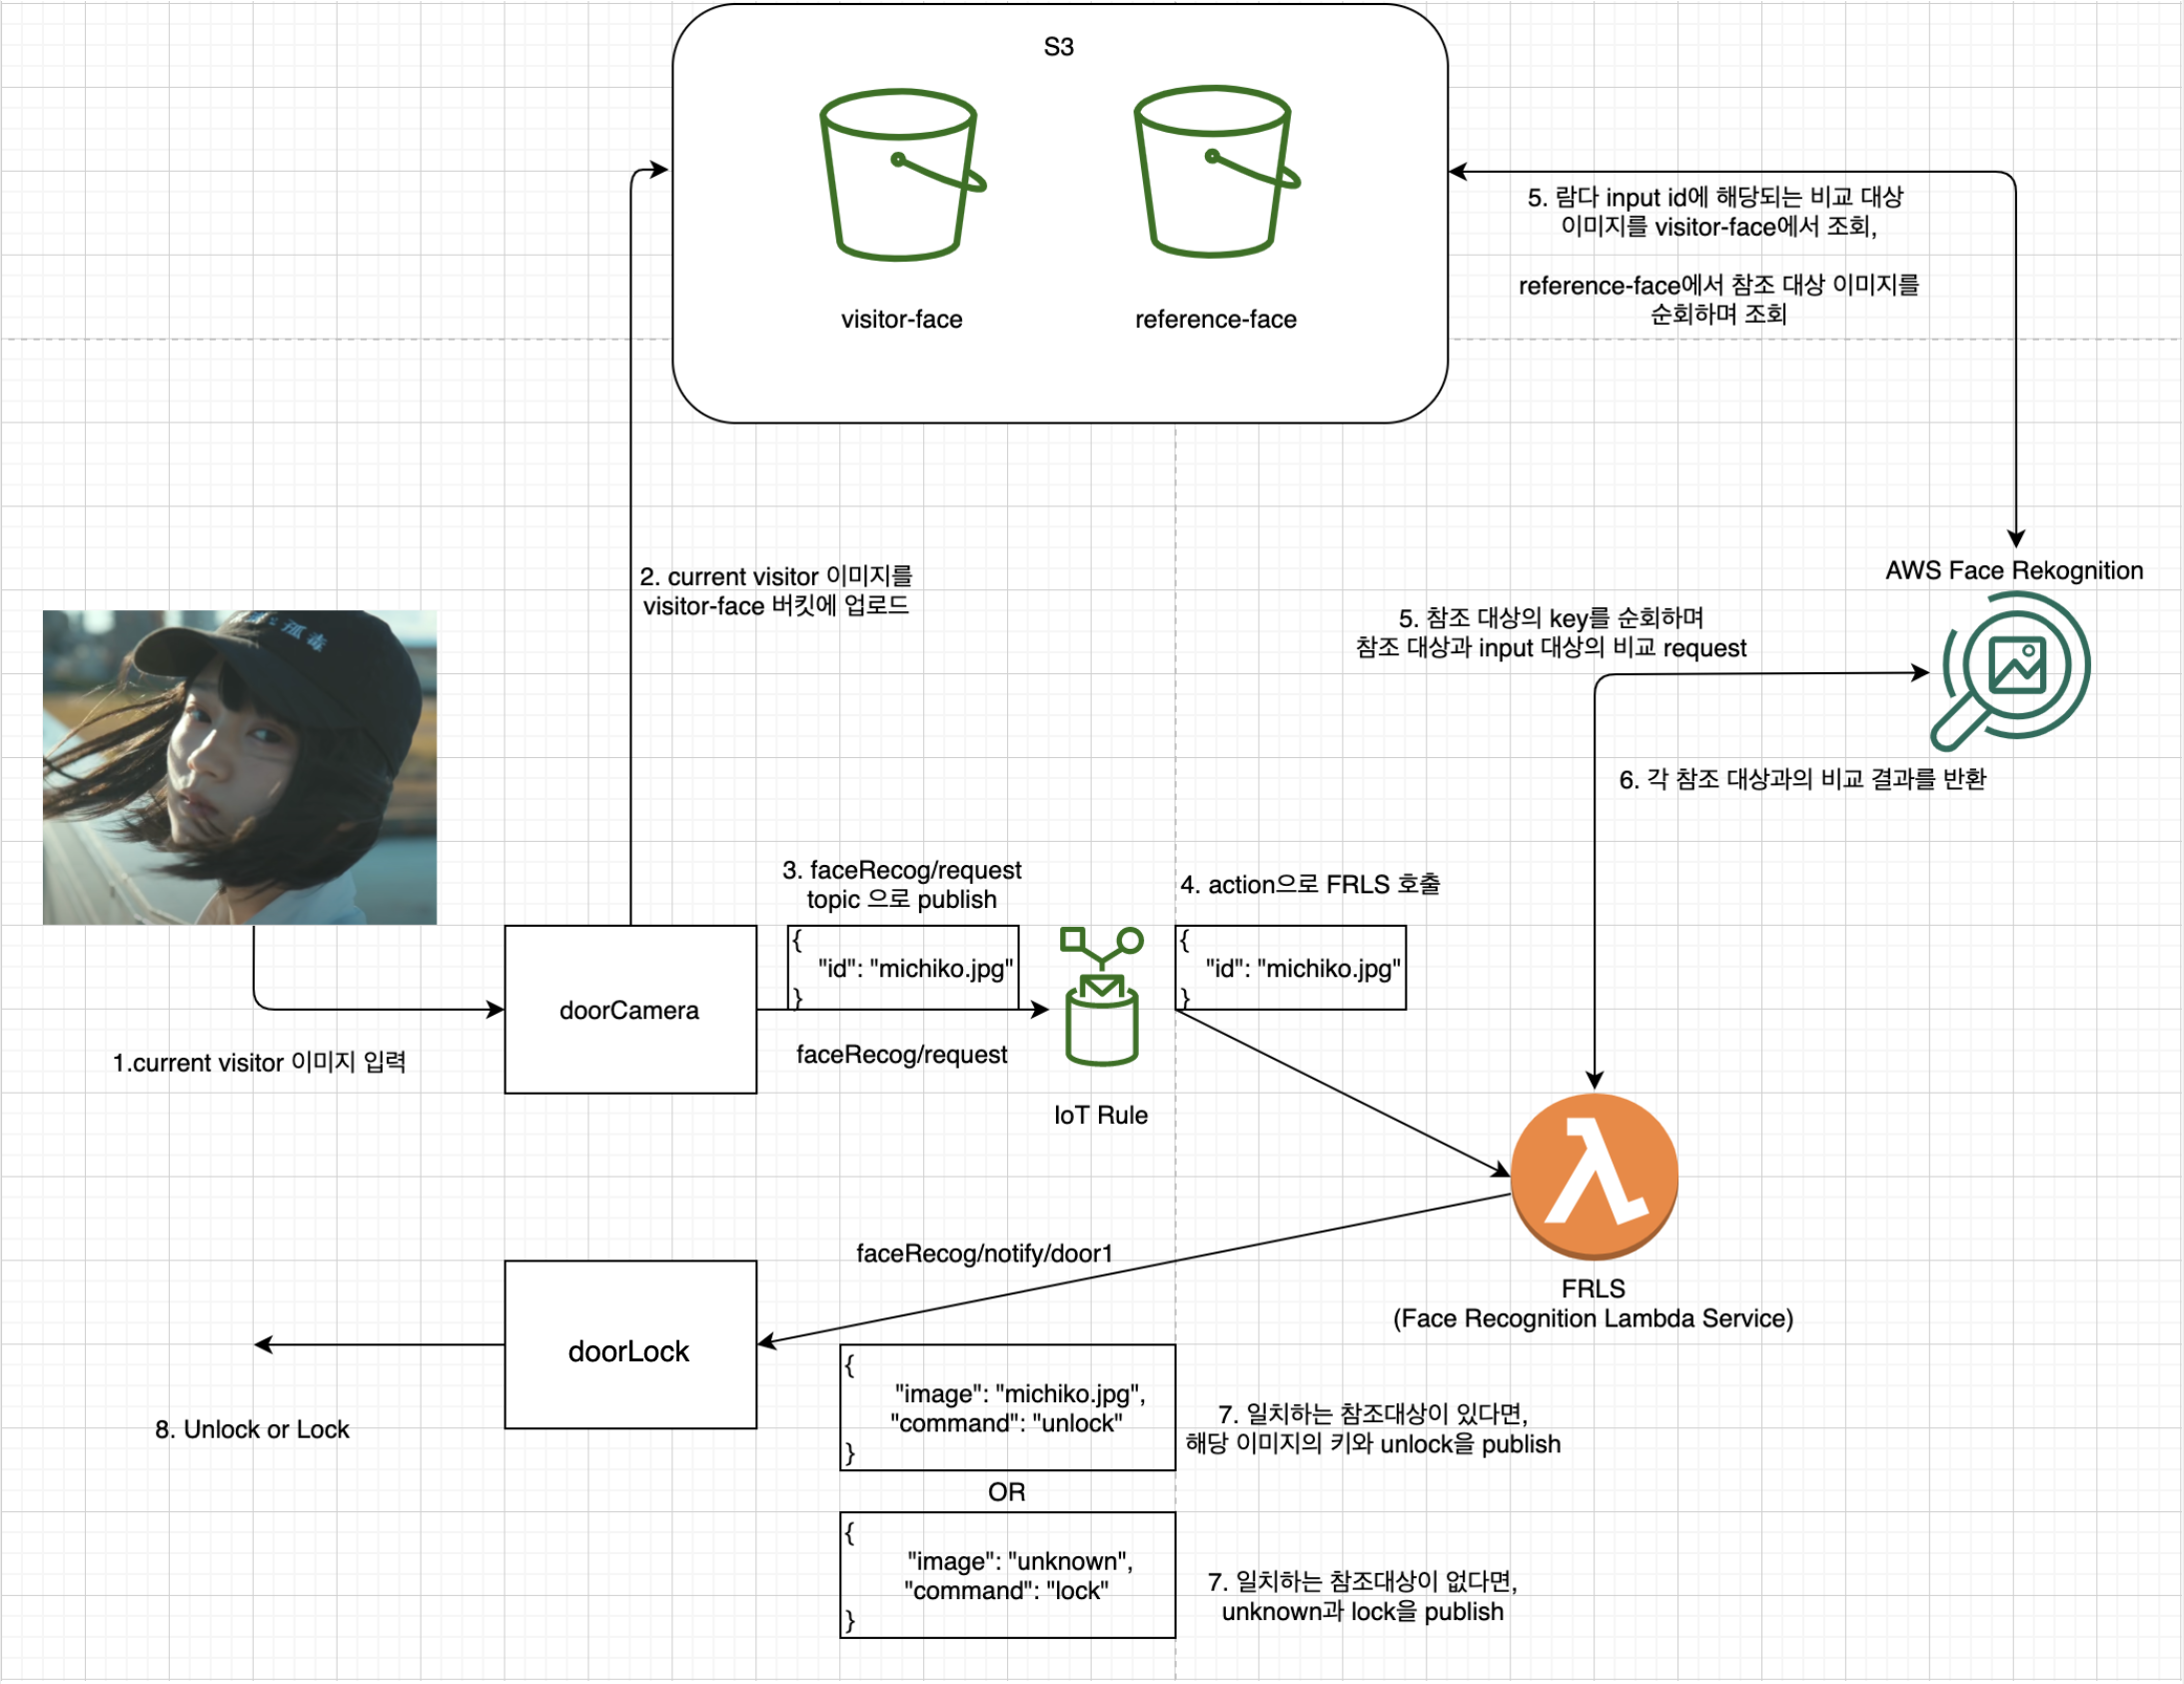 S3
visitor-face
reference-face
5. 람다 input id에 해당되는 비교 대상
이미지를 visitor-face에서 조회,
reference-face에서 참조 대상 이미지를
순회하며 조회
2. current visitor 이미지를
visitor-face 버킷에 업로드
AWS Face Rekognition
5. 참조 대상의 key를 순회하며
참조 대상과 input 대상의 비교 request
6. 각 참조 대상과의 비교 결과를 반환
孤毒
3. faceRecog/request
topic 으로 publish
{
"id": "michiko.jpg"
}
4. action으로 FRLS 호출
{
"id": "michiko.jpg"
}
doorCamera
faceRecog/request
1.current visitor 이미지 입력
IoT Rule
faceRecog/notify/door1
FRLS
(Face Recognition Lambda Service)
doorLock
8. Unlock or Lock
{
"image": "michiko.jpg",
"command": "unlock"
}
7. 일치하는 참조대상이 있다면,
해당 이미지의 키와 unlock을 publish
OR
{
"image": "unknown",
"command": "lock"
}
7. 일치하는 참조대상이 없다면,
unknown과 lock을 publish